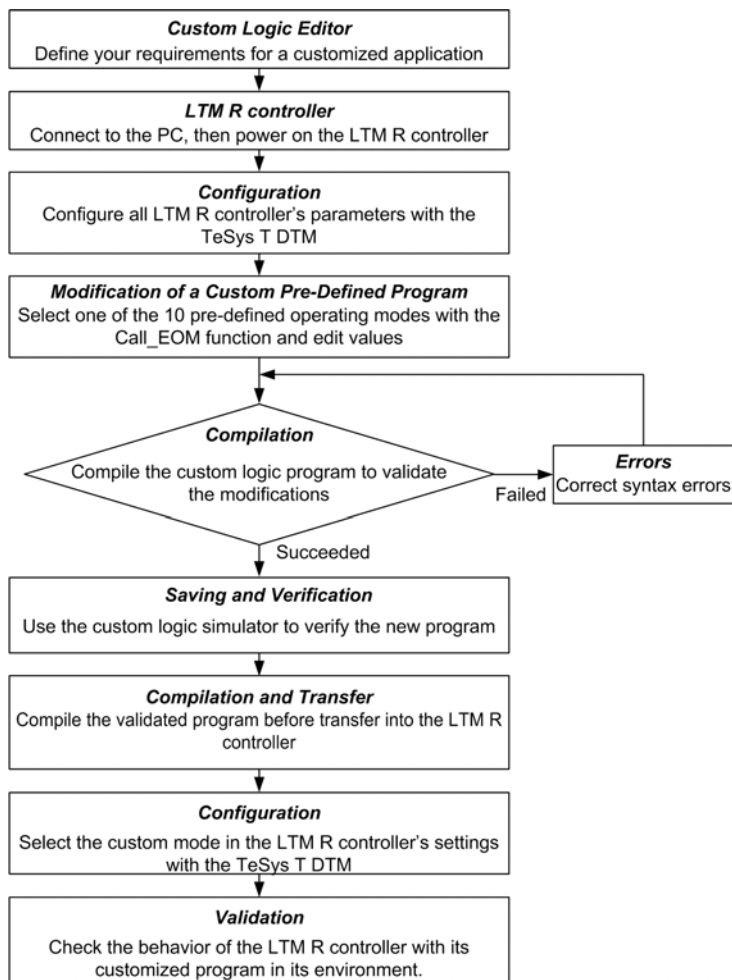 Custom Logic Editor
Define your requirements for a customized application
LTM R controller
Connect to the PC, then power on the LTM R controller
Configuration
Configure all LTM R controller's parameters with the
TeSys T DTM
Modification of a Custom Pre-Defined Program
Select one of the 10 pre-defined operating modes with the
Call_EOM function and edit values
Compilation
Compile the custom logic program to validate
the modifications
Failed
Errors
Correct syntax errors
Succeeded
Saving and Verification
Use the custom logic simulator to verify the new program
Compilation and Transfer
Compile the validated program before transfer into the LTM R
controller
Configuration
Select the custom mode in the LTM R controller's settings
with the TeSys T DTM
Validation
Check the behavior of the LTM R controller with its
customized program in its environment.